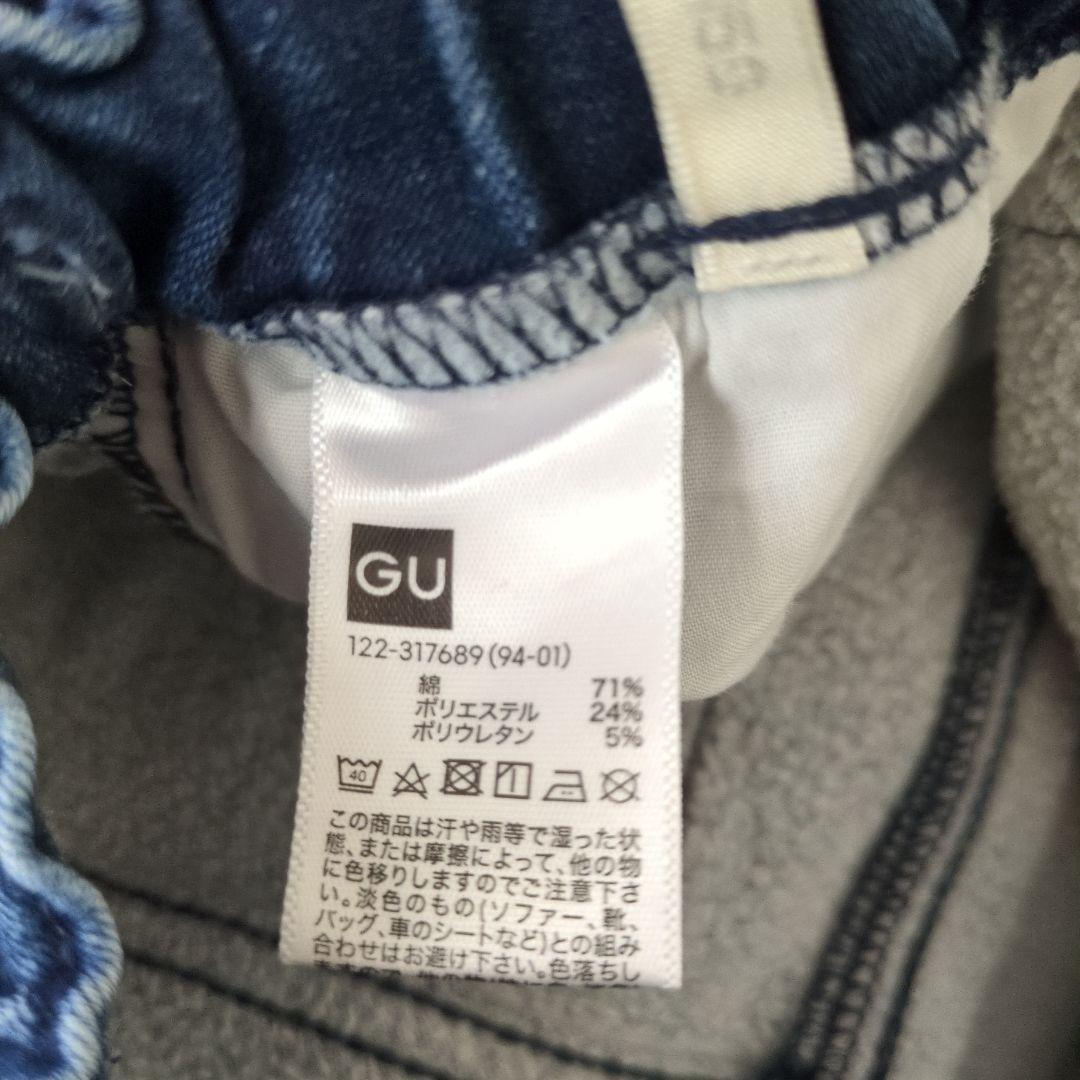 GU
122-317689(94-01)
綿 71%
ポリエステル 24%
ポリウレタン 5%
40
この商品は汗や雨等で湿った状
態、または摩擦によって、他の物
に色移りしますのでご注意下さ
い。淡色のもの(ソファー、靴、
バッグ、車のシートなど)との組み
合わせはお避け下さい。色落ちし